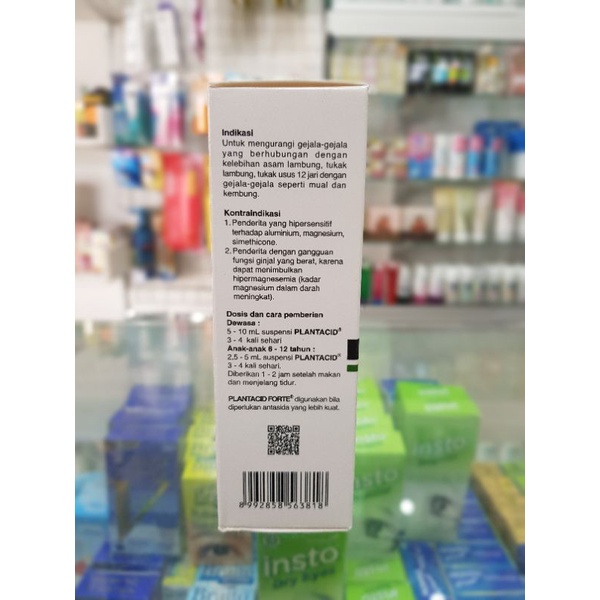 Indikasi
Untuk mengurangi gejala-gejala
yang berhubungan dengan
kelebihan asam lambung, tukak
lambung, tukak usus 12 jari dengan
gejala-gejala seperti mual dan
kembung.
KontraIndikasi
1. Penderita yang hipersensitif
terhadap aluminium, magnesium,
simethicone.
2. Penderita dengan gangguan
fungsi ginjal yang berat, karena
dapat menimbulkan
hipermagnesemia (kadar
magnesium dalam darah
meningkat).
Dosis dan cara pemberian
Dewasa :
5 - 10 mL suspensi PLANTACID®
3 - 4 kali sehari
Anak-anak 6 - 12 tahun :
2,5 - 5 mL suspensi PLANTACID®
3 - 4 kali sehari.
Diberikan 1 - 2 jam setelah makan
dan menjelang tidur.
PLANTACID FORTE® digunakan bila
diperlukan antasida yang lebih kuat.
8 992858 563818
insto
insto
dry eyes